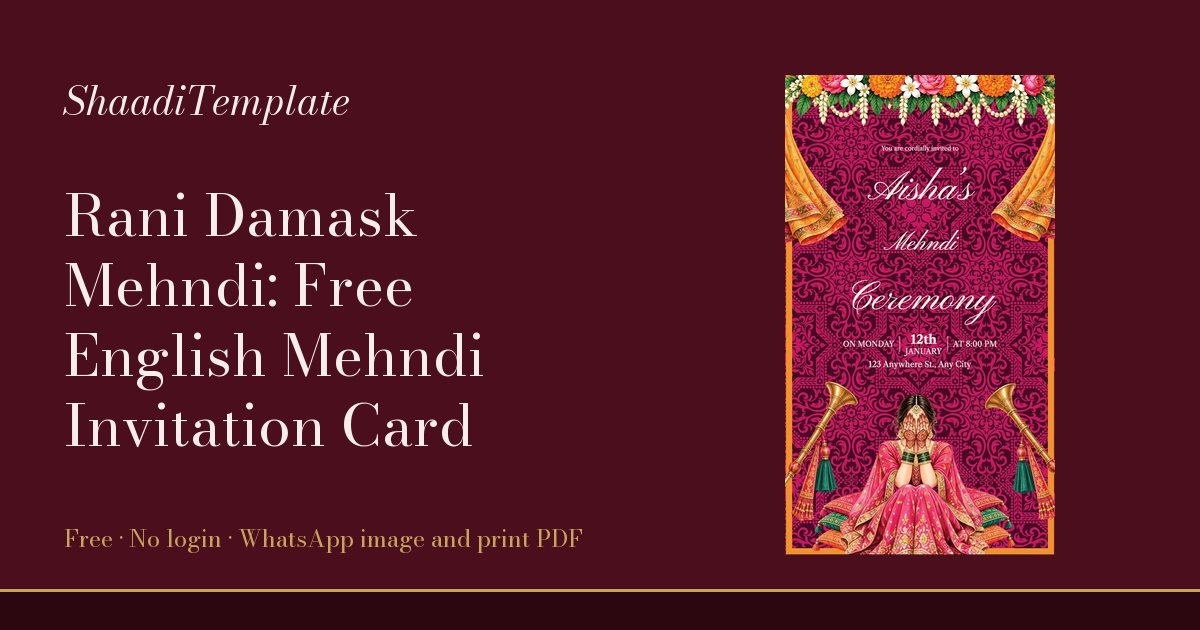 ShaadiTemplate
Rani Damask
Mehndi: Free
English Mehndi
Invitation Card
Free · No login · WhatsApp image and print PDF
You are cordially invited to
Aisha's
Mehndi
Ceremony
ON MONDAY 12th JANUARY AT 8:00 PM
123 Anywhere St., Any City